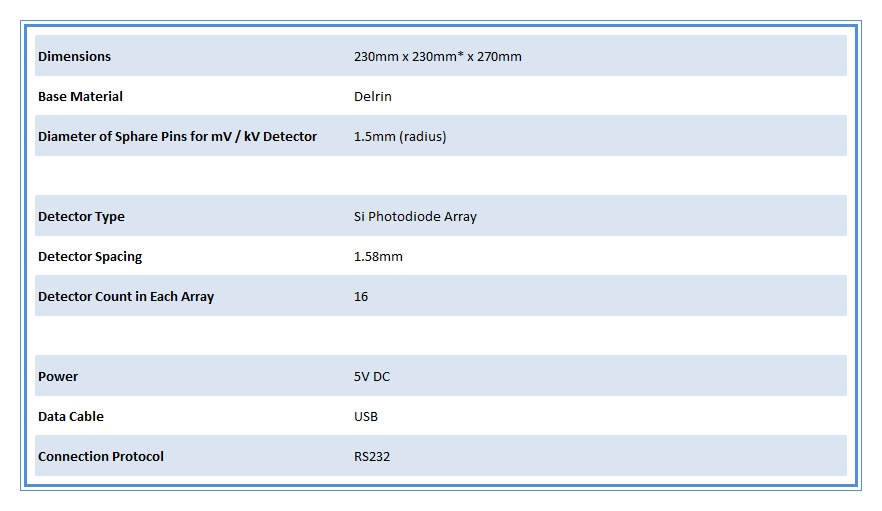 Dimensions 230mm x 230mm* x 270mm
Base Material Delrin
Diameter of Sphare Pins for mV / kV Detector 1.5mm (radius)
Detector Type Si Photodiode Array
Detector Spacing 1.58mm
Detector Count in Each Array 16
Power 5V DC
Data Cable USB
Connection Protocol RS232